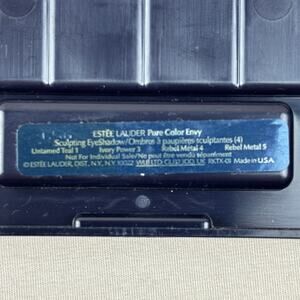 ESTĒE LAUDER Pure Color Envy
Sculpting EyeShadow/Ombres à paupières sculptantes (4)
Untamed Teal 1 Ivory Power 3 Rebel Metal 4 Rebel Metal 5
Not For Individual Sale/Ne peut être vendu séparément
© ESTĒE LAUDER, DIST. N.Y., N.Y. 10022 U.K. RKTX-01 Made in U.S.A.